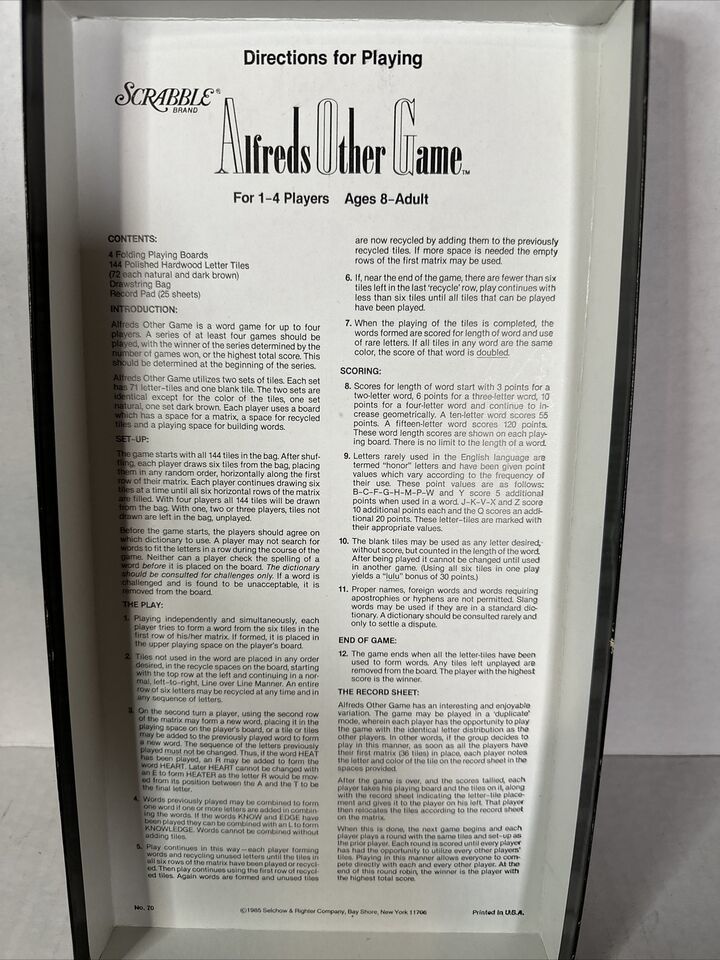 Directions for Playing
SCRABBLE®
BRAND
Alfreds Other Game™
For 1–4 Players Ages 8–Adult
CONTENTS:
4 Folding Playing Boards
144 Polished Hardwood Letter Tiles
(72 each natural and dark brown)
Drawstring Bag
Record Pad (25 sheets)
INTRODUCTION:
Alfreds Other Game is a word game for up to four
players. A series of at least four games should be
played, with the winner of the series determined by the
number of games won, or the highest total score. This
should be determined at the beginning of the series.
Alfreds Other Game utilizes two sets of tiles. Each set
has 71 letter–tiles and one blank tile. The two sets are
identical except for the color of the tiles, one set
natural, one set dark brown. Each player uses a board
which has a space for a matrix, a space for recycled
tiles and a playing space for building words.
SET–UP:
The game starts with all 144 tiles in the bag. After shuf-
fling, each player draws six tiles from the bag, placing
them in any random order, horizontally along the first
row of their matrix. Each player continues drawing six
tiles at a time until all six horizontal rows of the matrix
are filled. With four players all 144 tiles will be drawn
from the bag. With one, two or three players, tiles not
drawn are left in the bag, unplayed.
Before the game starts, the players should agree on
which dictionary to use. A player may not search for
words to fit the letters in a row during the course of the
game. Neither can a player check the spelling of a
word before it is placed on the board. The dictionary
should be consulted for challenges only. If a word is
challenged and is found to be unacceptable, it is
removed from the board.
THE PLAY:
1. Playing independently and simultaneously, each
player tries to form a word from the six tiles in the
first row of his/her matrix. If formed, it is placed in
the upper playing space on the player's board.
2. Tiles not used in the word are placed in any order
desired, in the recycle spaces on the board, starting
with the top row at the left and continuing in a nor-
mal, left–to–right, Line over Line Manner. An entire
row of six letters may be recycled at any time and in
any sequence of letters.
3. On the second turn a player, using the second row
of the matrix may form a new word, placing it in the
playing space on the player's board, or a tile or tiles
may be added to the previously played word to form
a new word. The sequence of the letters previously
played must not be changed. Thus, if the word HEAT
has been played, an R may be added to form the
word HEART. Later HEART cannot be changed with
an E to form HEATER as the letter R would be mov-
ed from its position between the A and the T to be
the final letter.
4. Words previously played may be combined to form
one word if one or more letters are added in combin-
ing the words. If the words KNOW and EDGE have
been played they can be combined with an L to form
KNOWLEDGE. Words cannot be combined without
adding tiles.
5. Play continues in this way—each player forming
words and recycling unused letters until the tiles in
all six rows of the matrix have been played or recycl-
ed. Then play continues using the first row of recycl-
ed tiles. Again words are formed and unused tiles
are now recycled by adding them to the previously
recycled tiles. If more space is needed the empty
rows of the first matrix may be used.
6. If, near the end of the game, there are fewer than six
tiles left in the last 'recycle' row, play continues with
less than six tiles until all tiles that can be played
have been played.
7. When the playing of the tiles is completed, the
words formed are scored for length of word and use
of rare letters. If all tiles in any word are the same
color, the score of that word is doubled.
SCORING:
8. Scores for length of word start with 3 points for a
two-letter word, 6 points for a three-letter word, 10
points for a four-letter word and continue to in-
crease geometrically. A ten-letter word scores 55
points. A fifteen-letter word scores 120 points.
These word length scores are shown on each play-
ing board. There is no limit to the length of a word.
9. Letters rarely used in the English language are
termed "honor" letters and have been given point
values which vary according to the frequency of
their use. These point values are as follows:
B–C–F–G–H–M–P–W and Y score 5 additional
points when used in a word. J–K–V–X and Z score
10 additional points each and the Q scores an addi-
tional 20 points. These letter–tiles are marked with
their appropriate values.
10. The blank tiles may be used as any letter desired,
without score, but counted in the length of the word.
After being played it cannot be changed until used
in another game. (Using all six tiles in one play
yields a "lulu" bonus of 30 points.)
11. Proper names, foreign words and words requiring
apostrophies or hyphens are not permitted. Slang
words may be used if they are in a standard dic-
tionary. A dictionary should be consulted rarely and
only to settle a dispute.
END OF GAME:
12. The game ends when all the letter-tiles have been
used to form words. Any tiles left unplayed are
removed from the board. The player with the highest
score is the winner.
THE RECORD SHEET:
Alfreds Other Game has an interesting and enjoyable
variation. The game may be played in a 'duplicate'
mode, wherein each player has the opportunity to play
the game with the identical letter distribution as the
other players. In other words, if the group decides to
play in this manner, as soon as all the players have
their first matrix (36 tiles) in place, each player notes
the letter and color of the tile on the record sheet in the
spaces provided.
After the game is over, and the scores tallied, each
player takes his playing board and the tiles on it, along
with the record sheet indicating the letter-tile place-
ment and gives it to the player on his left. That player
then relocates the tiles according to the record sheet
on the matrix.
When this is done, the next game begins and each
player plays a round with the same tiles and set–up as
the prior player. Each round is scored until every player
has had the opportunity to utilize every other players'
tiles. Playing in this manner allows everyone to com-
pete directly with each and every other player. At the
end of this round robin, the winner is the player with
the highest total score.
No. 70
©1985 Selchow & Righter Company, Bay Shore, New York 11706
Printed in U.S.A.